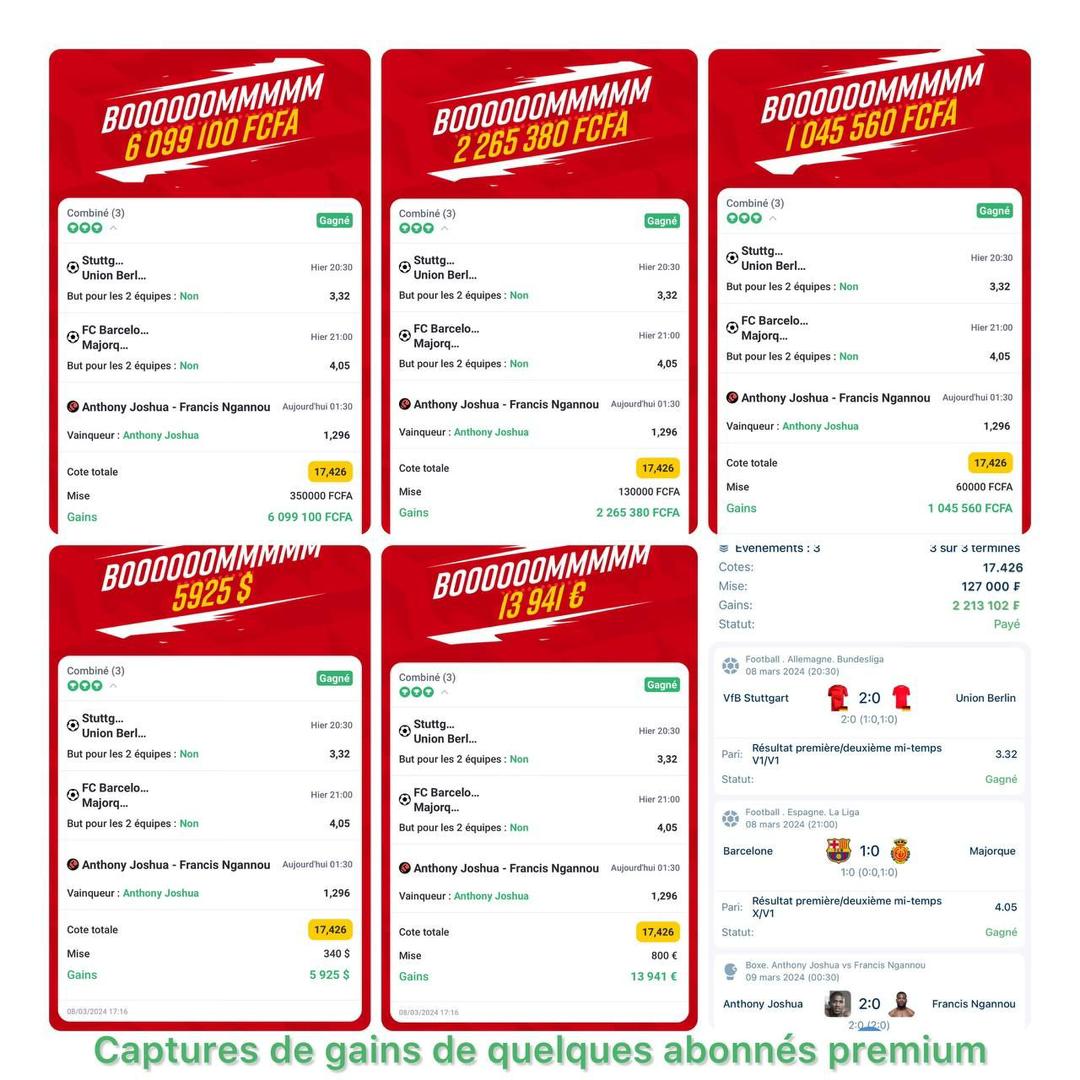 BOOOOOOMMMMM
6 099 100 FCFA
Combiné (3)
Gagné
Stuttg...
Union Berl...
Hier 20:30
But pour les 2 équipes : Non
3,32
FC Barcelo...
Majorq...
Hier 21:00
But pour les 2 équipes : Non
4,05
Anthony Joshua - Francis Ngannou
Aujourd'hui 01:30
Vainqueur : Anthony Joshua
1,296
Cote totale
17,426
Mise
350000 FCFA
Gains
6 099 100 FCFA
BOOOOOOMMMMM
2 265 380 FCFA
Combiné (3)
Gagné
Stuttg...
Union Berl...
Hier 20:30
But pour les 2 équipes : Non
3,32
FC Barcelo...
Majorq...
Hier 21:00
But pour les 2 équipes : Non
4,05
Anthony Joshua - Francis Ngannou
Aujourd'hui 01:30
Vainqueur : Anthony Joshua
1,296
Cote totale
17,426
Mise
130000 FCFA
Gains
2 265 380 FCFA
BOOOOOOMMMMM
1 045 560 FCFA
Combiné (3)
Gagné
Stuttg...
Union Berl...
Hier 20:30
But pour les 2 équipes : Non
3,32
FC Barcelo...
Majorq...
Hier 21:00
But pour les 2 équipes : Non
4,05
Anthony Joshua - Francis Ngannou
Aujourd'hui 01:30
Vainqueur : Anthony Joshua
1,296
Cote totale
17,426
Mise
60000 FCFA
Gains
1 045 560 FCFA
BOOOOOOMMMMM
5925 $
Combiné (3)
Gagné
Stuttg...
Union Berl...
Hier 20:30
But pour les 2 équipes : Non
3,32
FC Barcelo...
Majorq...
Hier 21:00
But pour les 2 équipes : Non
4,05
Anthony Joshua - Francis Ngannou
Aujourd'hui 01:30
Vainqueur : Anthony Joshua
1,296
Cote totale
17,426
Mise
340 $
Gains
5 925 $
08/03/2024 17:16
BOOOOOOMMMMM
13 941 €
Combiné (3)
Gagné
Stuttg...
Union Berl...
Hier 20:30
But pour les 2 équipes : Non
3,32
FC Barcelo...
Majorq...
Hier 21:00
But pour les 2 équipes : Non
4,05
Anthony Joshua - Francis Ngannou
Aujourd'hui 01:30
Vainqueur : Anthony Joshua
1,296
Cote totale
17,426
Mise
800 €
Gains
13 941 €
08/03/2024 17:16
Evénements : 3
3 sur 3 terminés
Cotes:
17.426
Mise:
127 000 ₣
Gains:
2 213 102 ₣
Statut:
Payé
Football . Allemagne. Bundesliga
08 mars 2024 (20:30)
VfB Stuttgart
2:0
Union Berlin
2:0 (1:0,1:0)
Pari: Résultat première/deuxième mi-temps
V1/V1
3.32
Statut:
Gagné
Football . Espagne. La Liga
08 mars 2024 (21:00)
Barcelone
1:0
Majorque
1:0 (0:0,1:0)
Pari: Résultat première/deuxième mi-temps
X/V1
4.05
Statut:
Gagné
Boxe. Anthony Joshua vs Francis Ngannou
09 mars 2024 (00:30)
Anthony Joshua
2:0
Francis Ngannou
2:0 (2:0)
Captures de gains de quelques abonnés premium